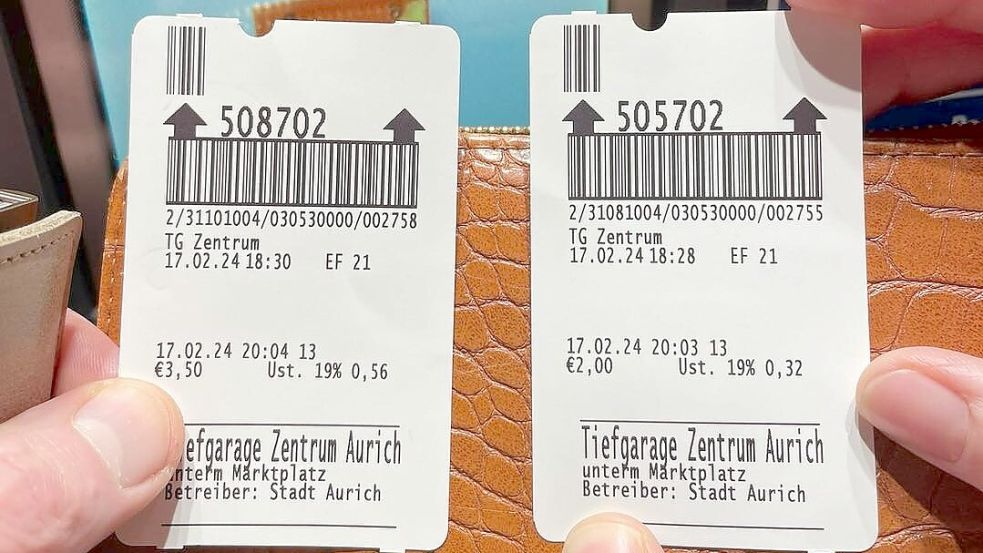 508702
2/31101004/030530000/002758
TG Zentrum
17.02.24 18:30 EF 21
17.02.24 20:04 13
€3,50 Ust. 19% 0,56
Zentrum Aurich
Marktplatz
Betreiber: Stadt Aurich
505702
2/31081004/030530000/002755
TG Zentrum
17.02.24 18:28 EF 21
17.02.24 20:03 13
€2,00 Ust. 19% 0,32
Tiefgarage Zentrum Aurich
unterm Marktplatz
Betreiber: Stadt Aurich